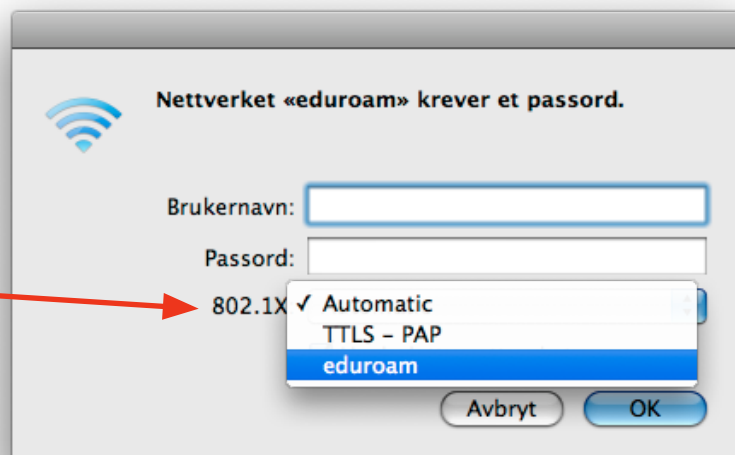 Nettverket «eduroam» krever et passord.
Brukernavn:
Passord:
802.1X ✓ Automatic
TTLS – PAP
eduroam
Avbryt OK